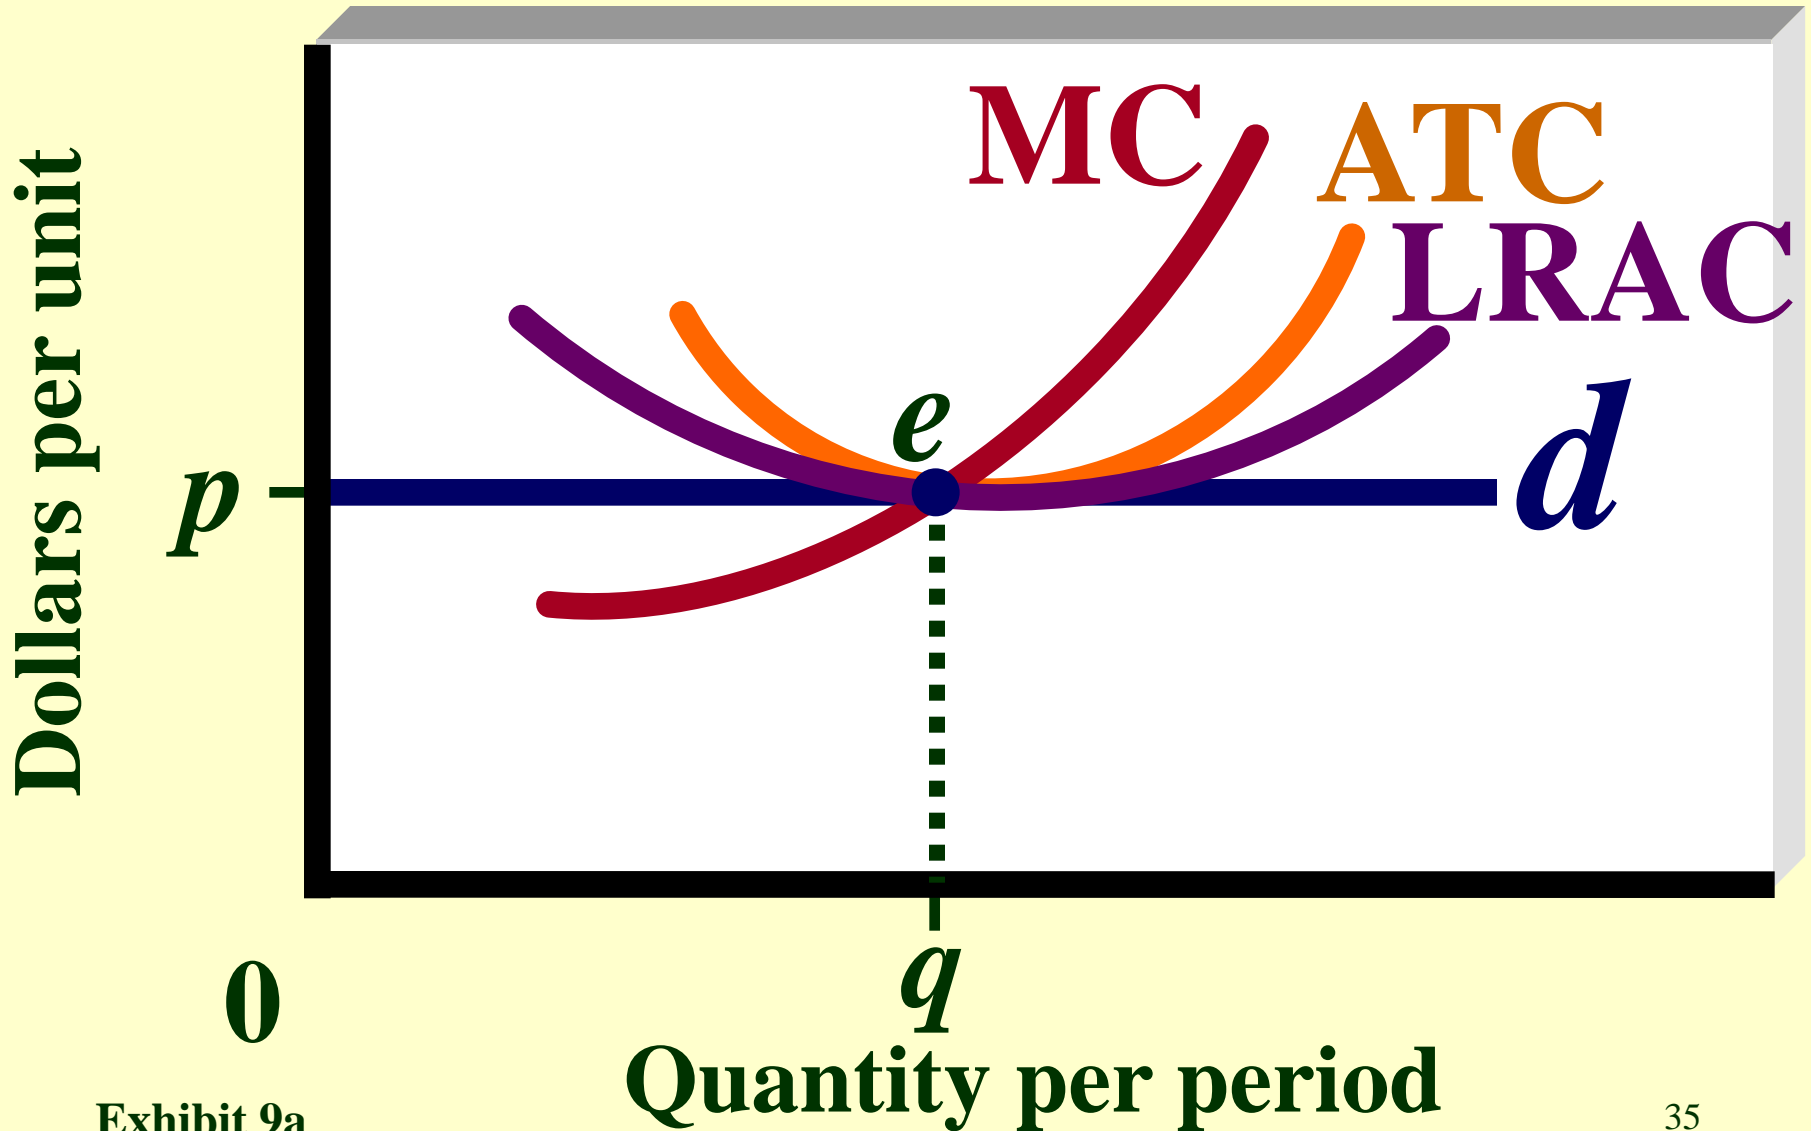 MC
ATC
LRAC
Dollars per unit
e
d
p
0
q
Quantity per period
Exhibit 9a
35